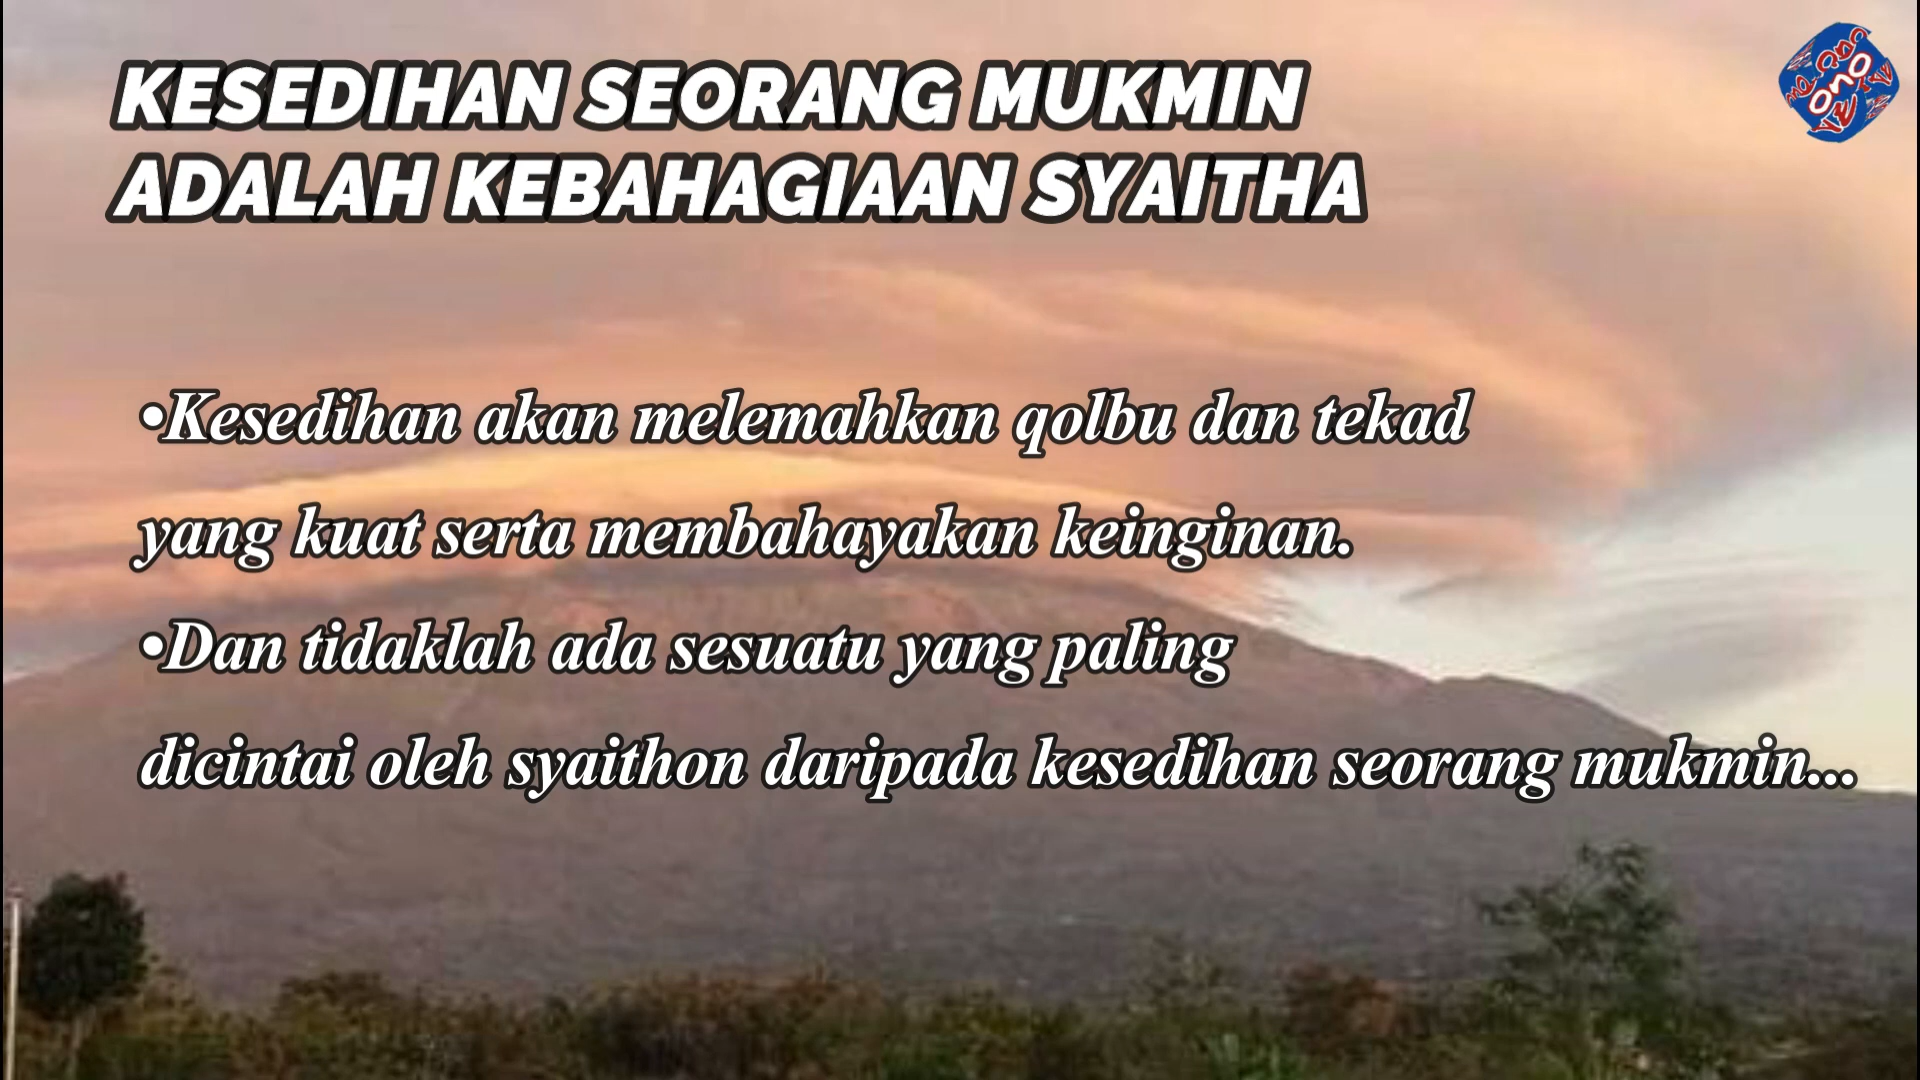 KESEDIHAN SEORANG MUKMIN
ADALAH KEBAHAGIAAN SYAITHA
•Kesedihan akan melemahkan qolbu dan tekad
yang kuat serta membahayakan keinginan.
•Dan tidaklah ada sesuatu yang paling
dicintai oleh syaithon daripada kesedihan seorang mukmin...
ono